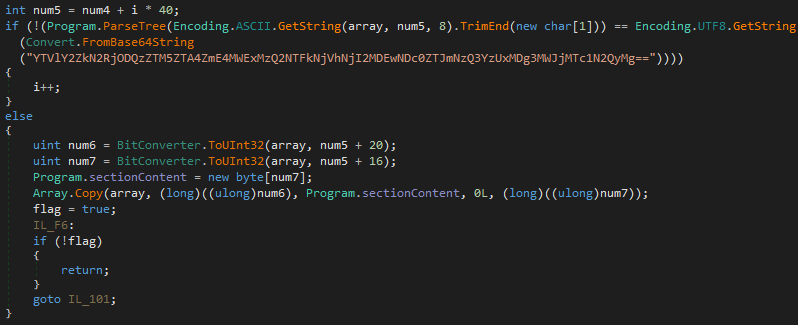 int num5 = num4 + i * 40;
if (!(Program.ParseTree(Encoding.ASCII.GetString(array, num5, 8).TrimEnd(new char[1])) == Encoding.UTF8.GetString
(Convert.FromBase64String
("YTVlY2ZkN2RjODQzZTM5ZTA4ZmE4MWExMzQ2NTFkNjVhNjI2MDEwNDc0ZTJmNzQ3YzUxMDg3MWJjMTc1N2QyMg=="))))
{
i++;
}
else
{
uint num6 = BitConverter.ToUInt32(array, num5 + 20);
uint num7 = BitConverter.ToUInt32(array, num5 + 16);
Program.sectionContent = new byte[num7];
Array.Copy(array, (long)((ulong)num6), Program.sectionContent, 0L, (long)((ulong)num7));
flag = true;
IL_F6:
if (!flag)
{
return;
}
goto IL_101;
}